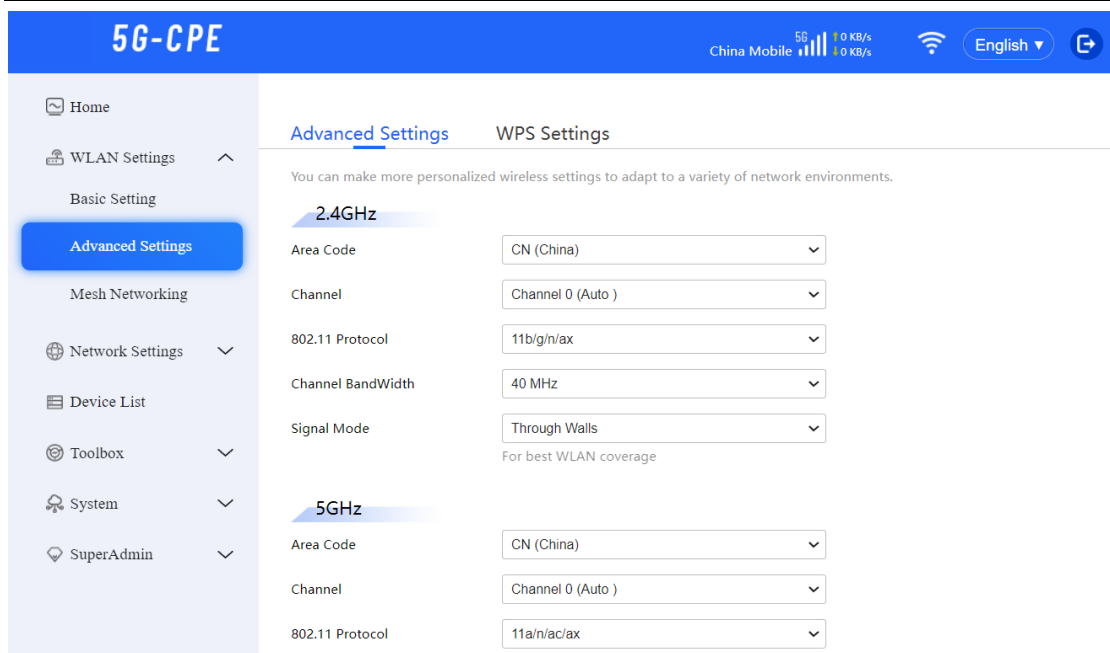 5G-CPE
China Mobile 5G 0 KB/s
0 KB/s
English ▼
Home
WLAN Settings
Basic Setting
Advanced Settings
Mesh Networking
Network Settings
Device List
Toolbox
System
SuperAdmin
Advanced Settings WPS Settings
You can make more personalized wireless settings to adapt to a variety of network environments.
2.4GHz
Area Code CN (China)
Channel Channel 0 (Auto )
802.11 Protocol 11b/g/n/ax
Channel BandWidth 40 MHz
Signal Mode Through Walls
For best WLAN coverage
5GHz
Area Code CN (China)
Channel Channel 0 (Auto )
802.11 Protocol 11a/n/ac/ax